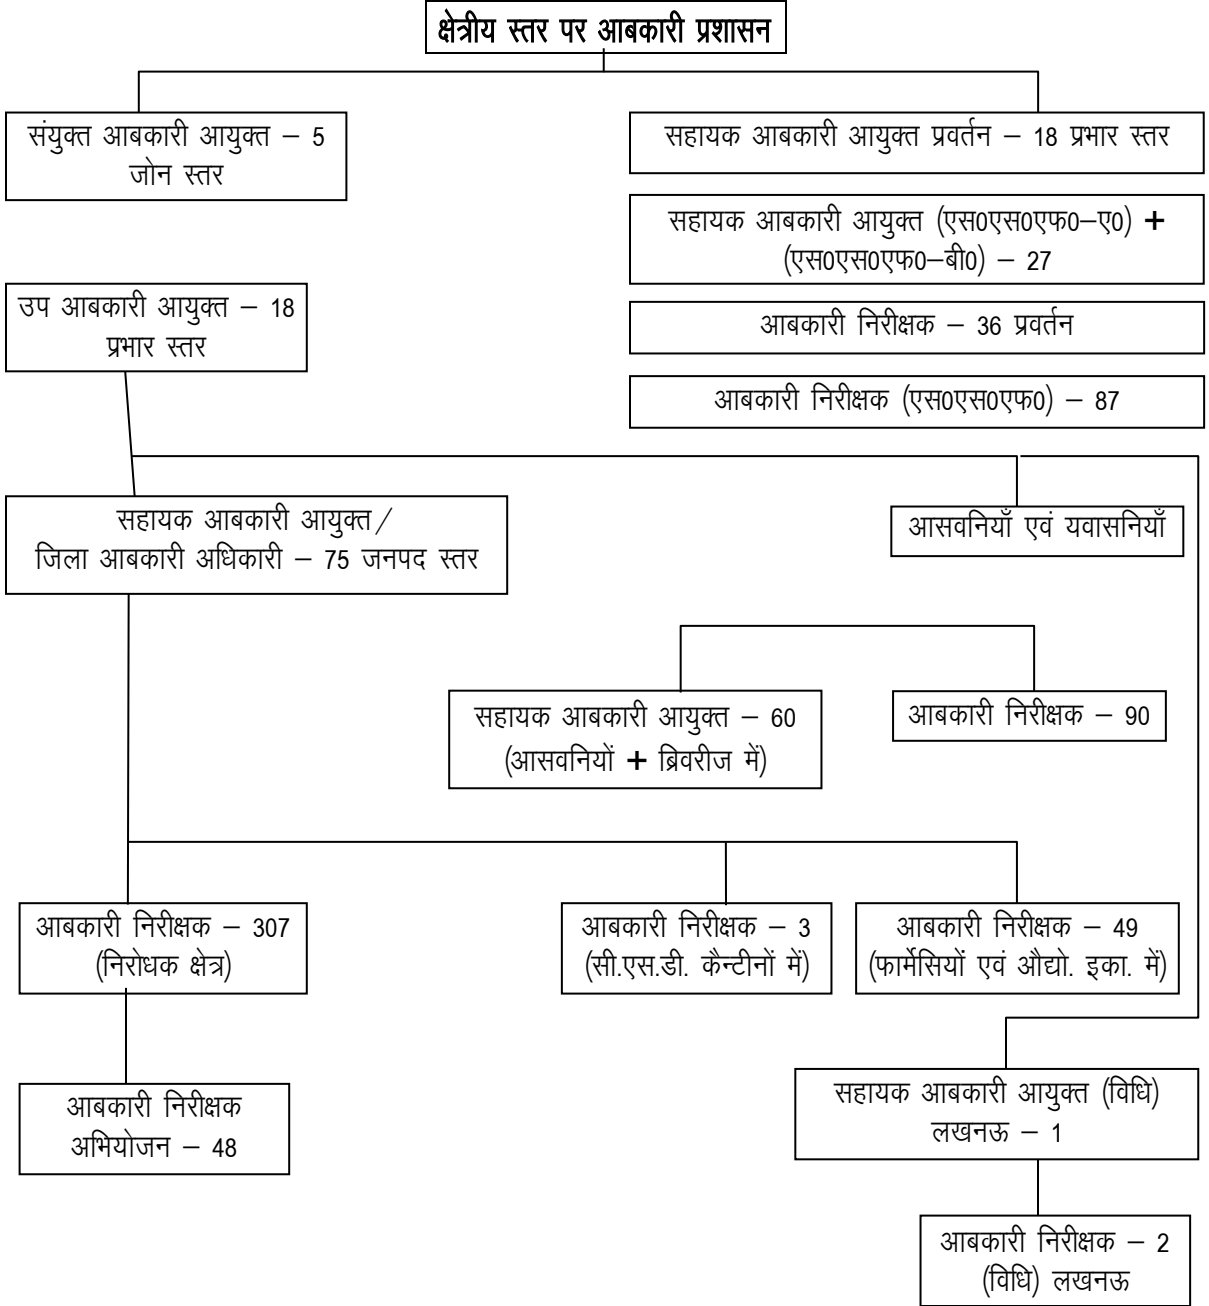 क्षेत्रीय स्तर पर आबकारी प्रशासन
संयुक्त आबकारी आयुक्त – 5
जोन स्तर
सहायक आबकारी आयुक्त प्रवर्तन – 18 प्रभार स्तर
सहायक आबकारी आयुक्त (एस0एस0एफ0–ए0) +
(एस0एस0एफ0–बी0) – 27
उप आबकारी आयुक्त – 18
प्रभार स्तर
आबकारी निरीक्षक – 36 प्रवर्तन
आबकारी निरीक्षक (एस0एस0एफ0) – 87
सहायक आबकारी आयुक्त/
जिला आबकारी अधिकारी – 75 जनपद स्तर
आसवनियाँ एवं यवासनियाँ
सहायक आबकारी आयुक्त – 60
(आसवनियों + ब्रिवरीज में)
आबकारी निरीक्षक – 90
आबकारी निरीक्षक – 307
(निरोधक क्षेत्र)
आबकारी निरीक्षक – 3
(सी.एस.डी. कैन्टीनों में)
आबकारी निरीक्षक – 49
(फार्मेसियों एवं औद्यो. इका. में)
आबकारी निरीक्षक
अभियोजन – 48
सहायक आबकारी आयुक्त (विधि)
लखनऊ – 1
आबकारी निरीक्षक – 2
(विधि) लखनऊ